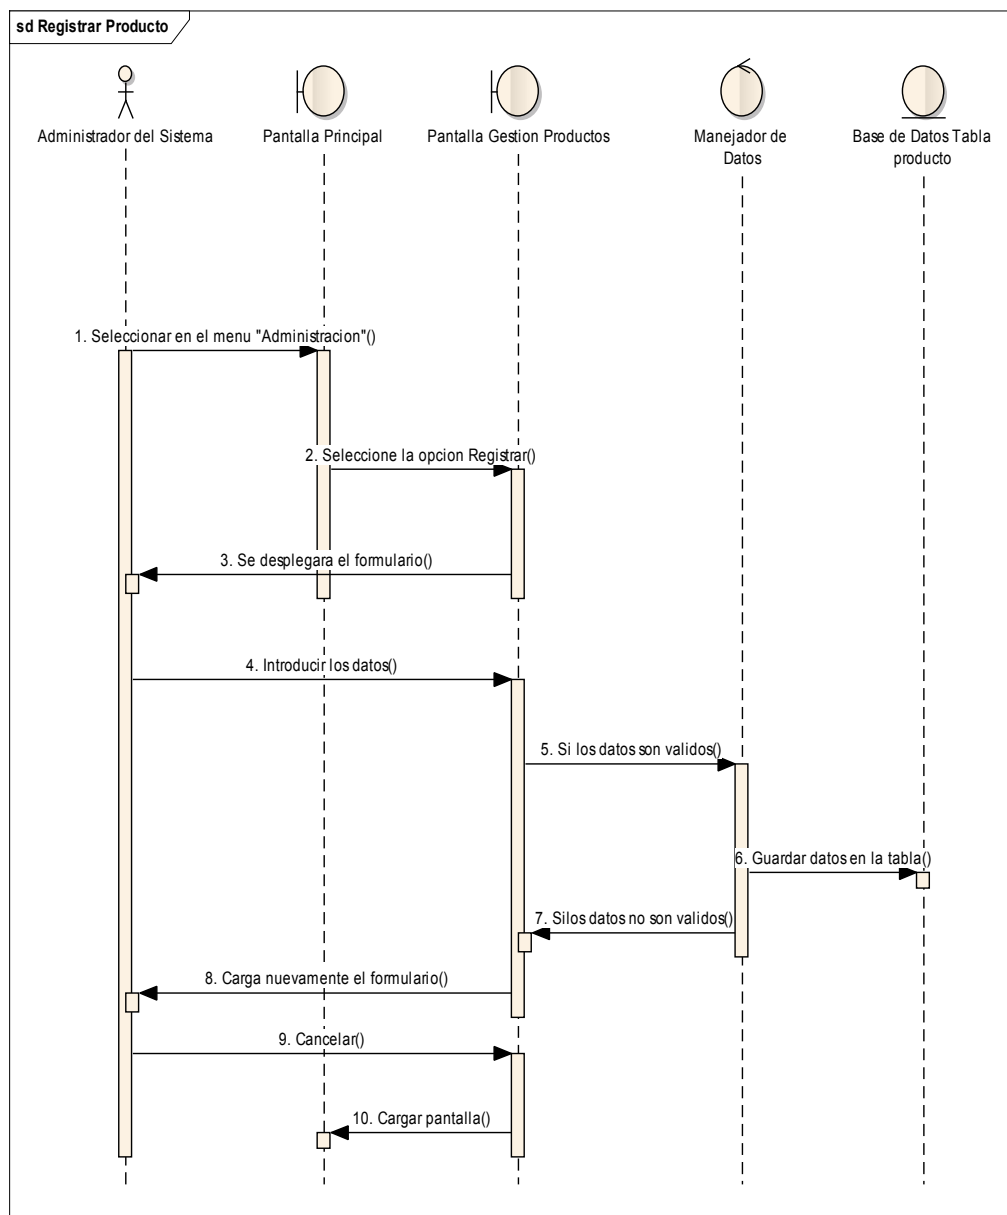 sd Registrar Producto
Administrador del Sistema
Pantalla Principal
Pantalla Gestion Productos
Manejador de
Datos
Base de Datos Tabla
producto
1. Seleccionar en el menu "Administracion"()
2. Seleccione la opcion Registrar()
3. Se desplegara el formulario()
4. Introducir los datos()
5. Si los datos son validos()
6. Guardar datos en la tabla()
7. Silos datos no son validos()
8. Carga nuevamente el formulario()
9. Cancelar()
10. Cargar pantalla()